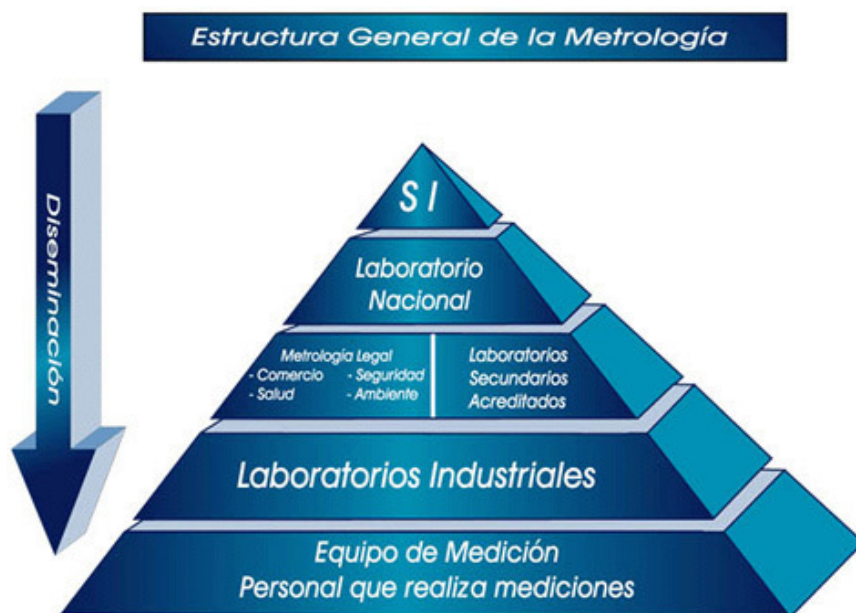 Estructura General de la Metrología
Diseminación
S I
Laboratorio
Nacional
Metrología Legal
- Comercio - Seguridad
- Salud - Ambiente
Laboratorios
Secundarios
Acreditados
Laboratorios Industriales
Equipo de Medición
Personal que realiza mediciones